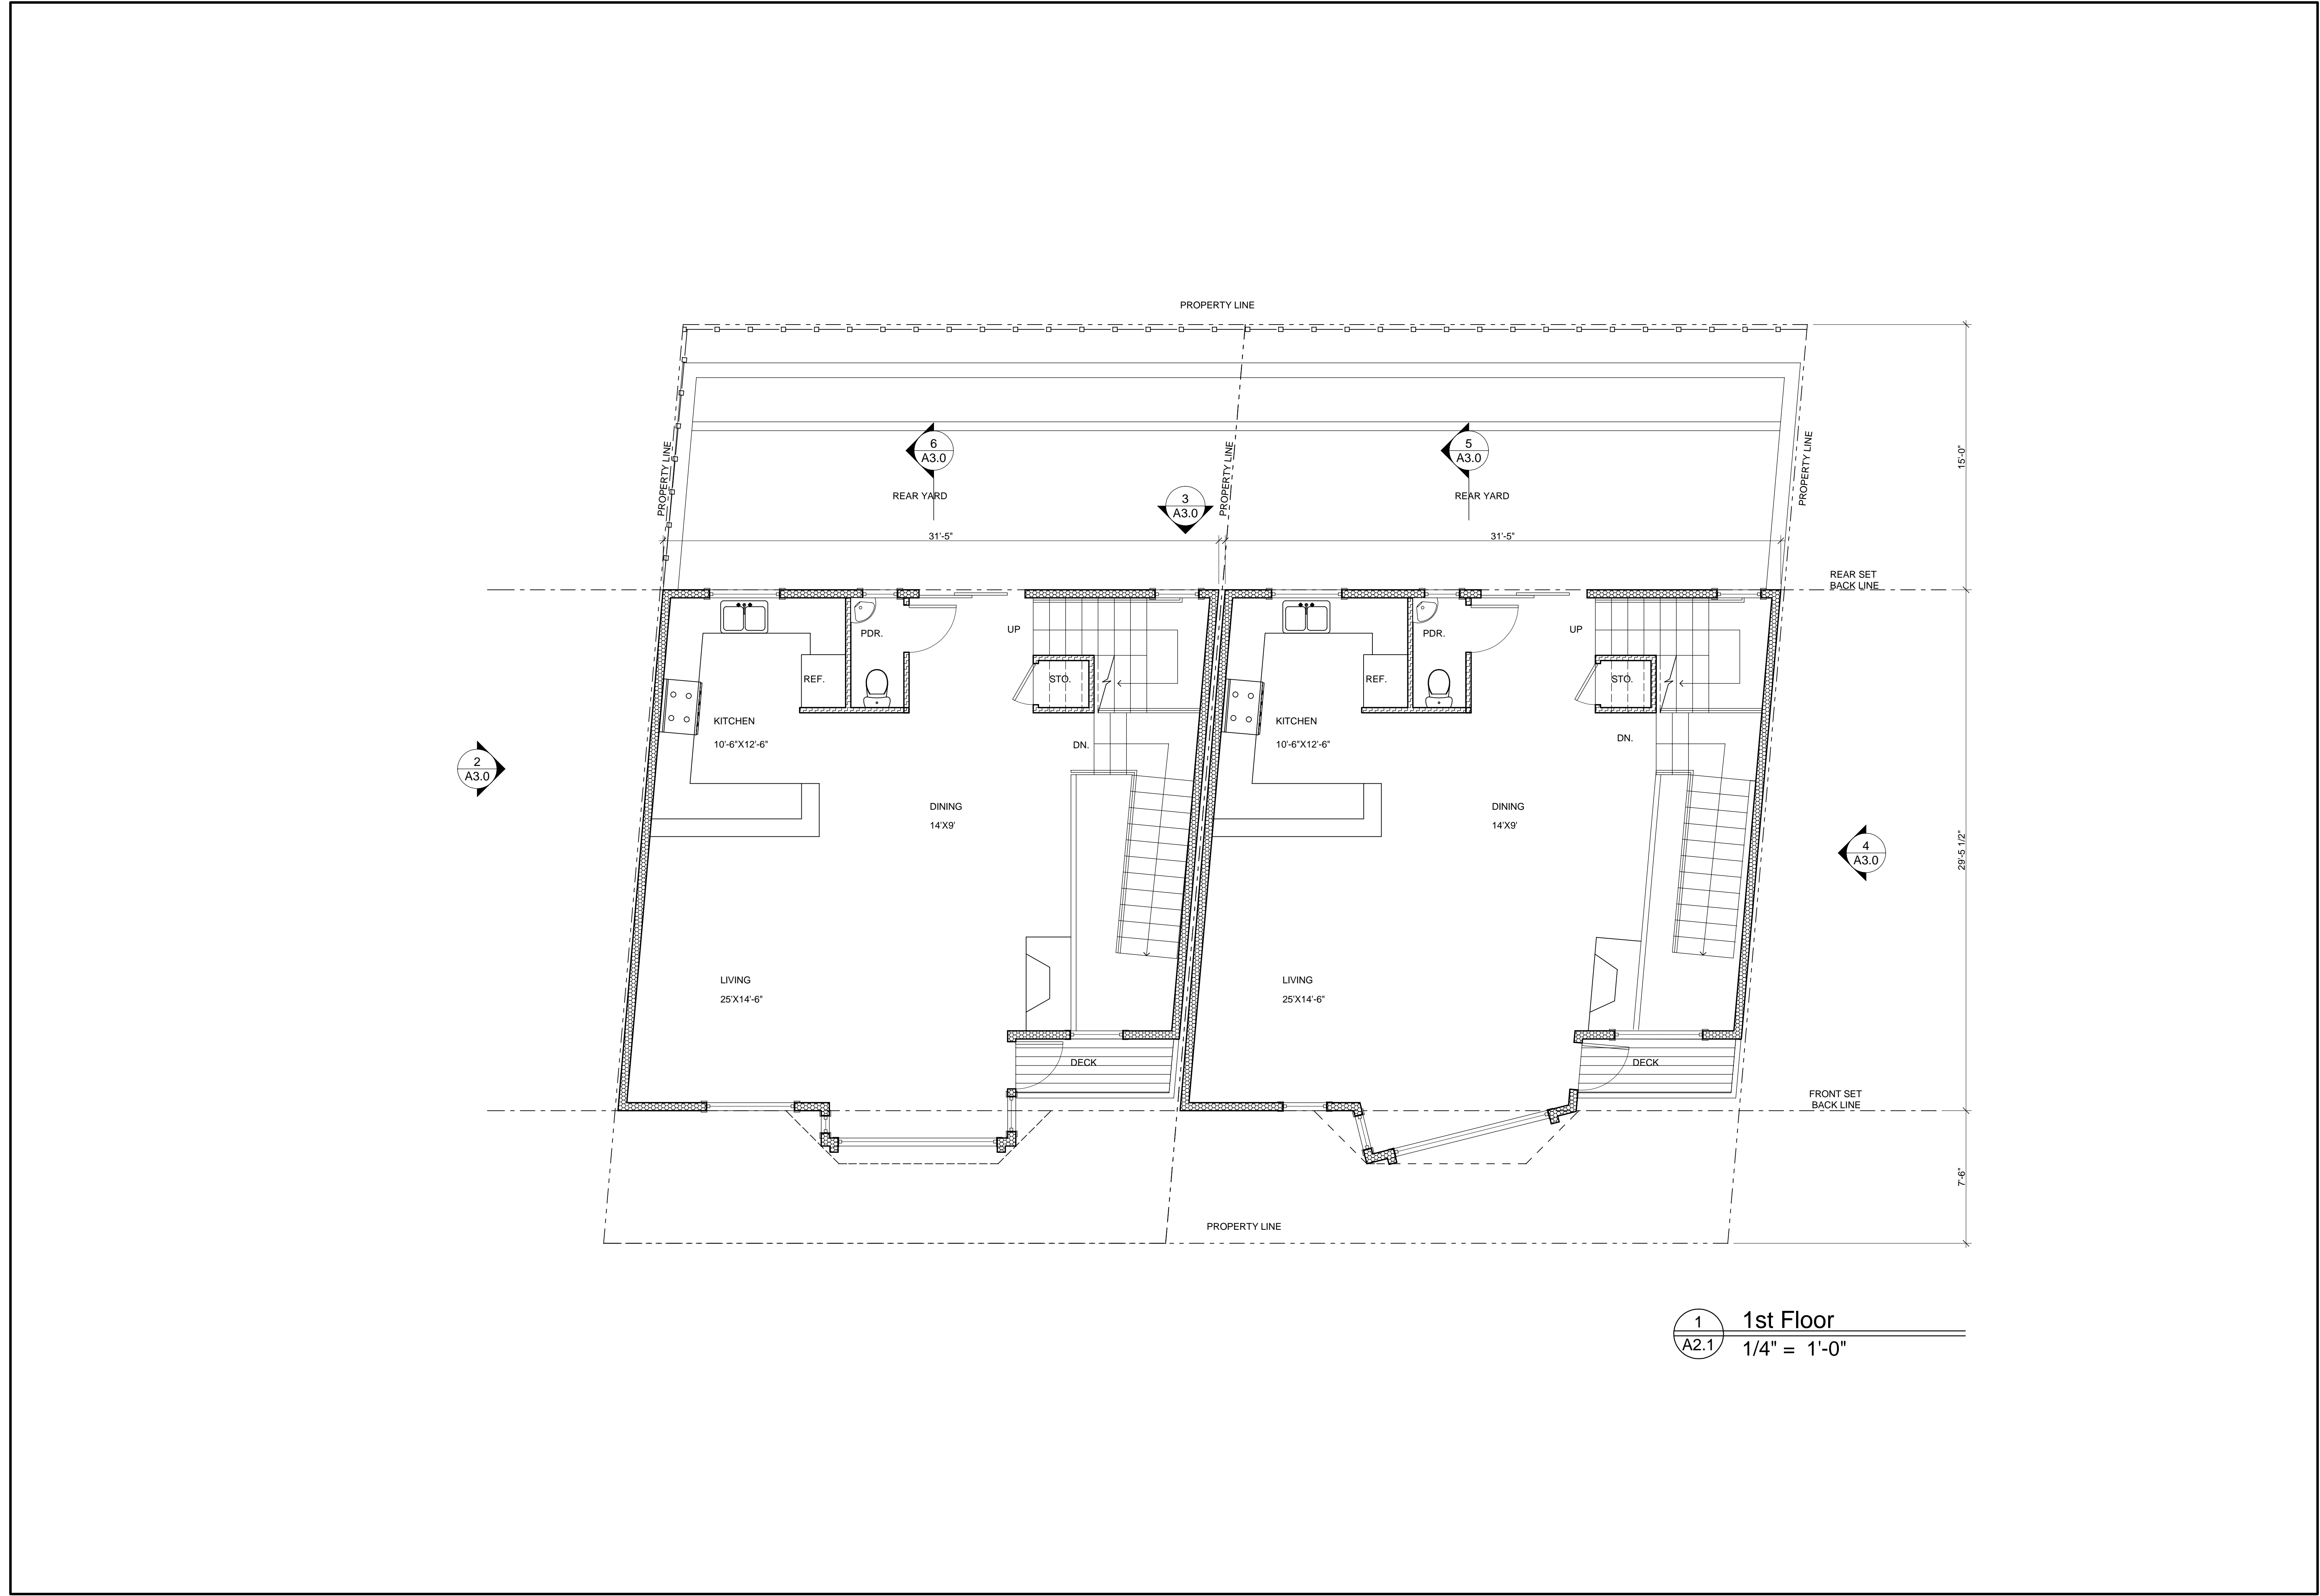 PROPERTY LINE
PROPERTY LINE
PROPERTY LINE
PROPERTY LINE
6
A3.0
5
A3.0
15'-0"
REAR YARD
3
A3.0
REAR YARD
31'-5"
31'-5"
REAR SET
BACK LINE
PDR.
UP
PDR.
UP
REF.
STO.
REF.
STO.
KITCHEN
10'-6"X12'-6"
DN.
KITCHEN
10'-6"X12'-6"
DN.
2
A3.0
DINING
14'X9'
DINING
14'X9'
29'-5 1/2"
4
A3.0
LIVING
25'X14'-6"
LIVING
25'X14'-6"
DECK
DECK
FRONT SET
BACK LINE
7'-6"
PROPERTY LINE
1
A2.1
1st Floor
1/4" = 1'-0"